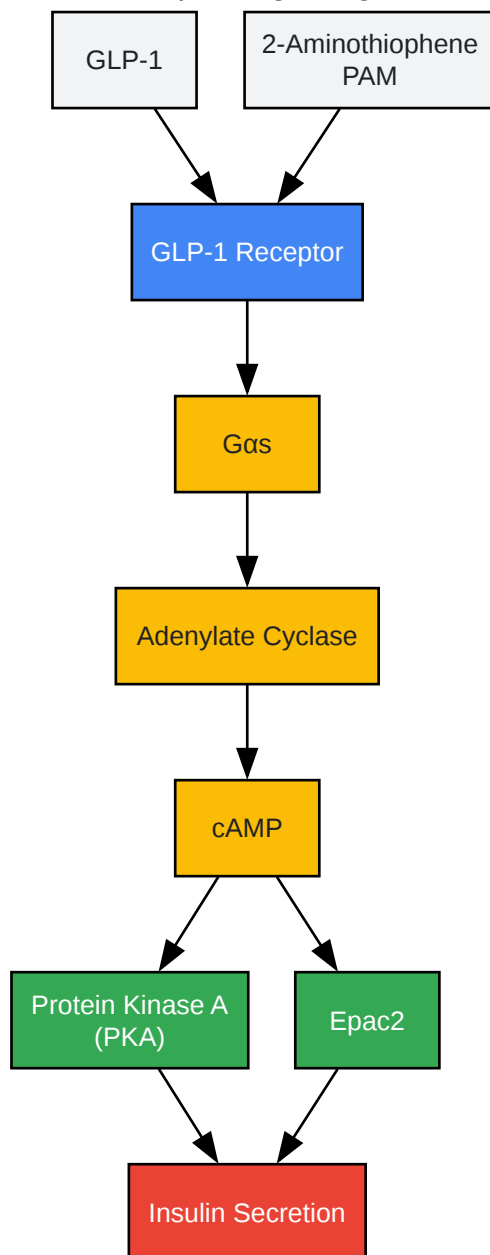 GLP-1
2-Aminothiophene
PAM
GLP-1 Receptor
Gαs
Adenylate Cyclase
cAMP
Protein Kinase A
(PKA)
Epac2
Insulin Secretion